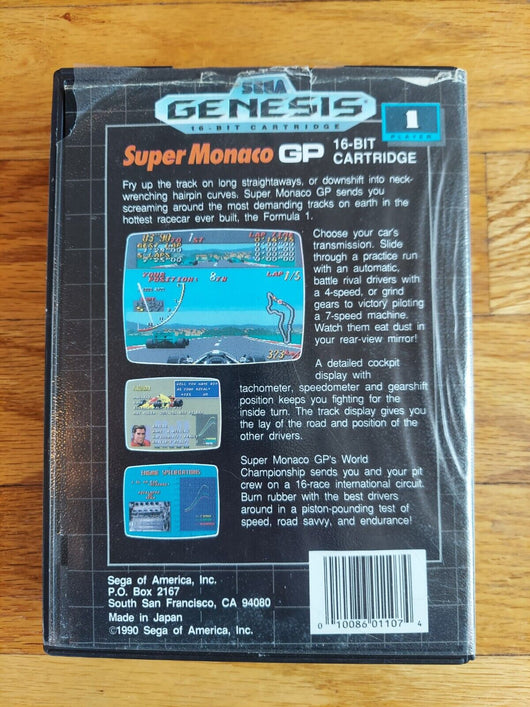 SEGA
GENESIS
16-BIT CARTRIDGE
1
PLAYER
Super Monaco GP
16-BIT
CARTRIDGE
Fry up the track on long straightaways, or downshift into neck-
wrenching hairpin curves. Super Monaco GP sends you
screaming around the most demanding tracks on earth in the
hottest racecar ever built, the Formula 1.
Choose your car's
transmission. Slide
through a practice run
with an automatic,
battle rival drivers with
a 4-speed, or grind
gears to victory piloting
a 7-speed machine.
Watch them eat dust in
your rear-view mirror!
YOUR
POSITION: 8TH
LAP 1/5
A detailed cockpit
display with
tachometer, speedometer and gearshift
position keeps you fighting for the
inside turn. The track display gives you
the lay of the road and position of the
other drivers.
ENGINE SPECIFICATIONS
Super Monaco GP's World
Championship sends you and your pit
crew on a 16-race international circuit.
Burn rubber with the best drivers
around in a piston-pounding test of
speed, road savvy, and endurance!
Sega of America, Inc.
P.O. Box 2167
South San Francisco, CA 94080
Made in Japan
©1990 Sega of America, Inc.
0 10086 01107 4